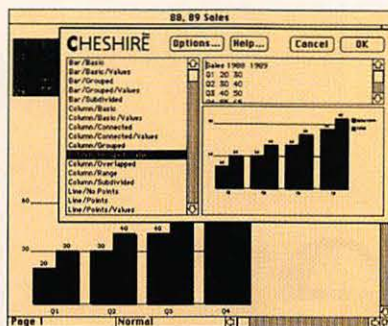 88, 89 Sales
CHESHIRE™
Options...
Help...
Cancel
OK
Bar/Basic
Bar/Basic/Values
Bar/Grouped
Bar/Grouped/Values
Bar/Subdivided
Column/Basic
Column/Basic/Values
Column/Connected
Column/Connected/Values
Column/Grouped
Column/Overlapped
Column/Range
Column/Subdivided
Line/No Points
Line/Points
Line/Points/Values
Sales 1988 1989
Q1 20 30
Q2 30 40
Q3 40 50
20
30
30
40
40
20
Q1
Q2
Q3
Q4
Page 1
Normal